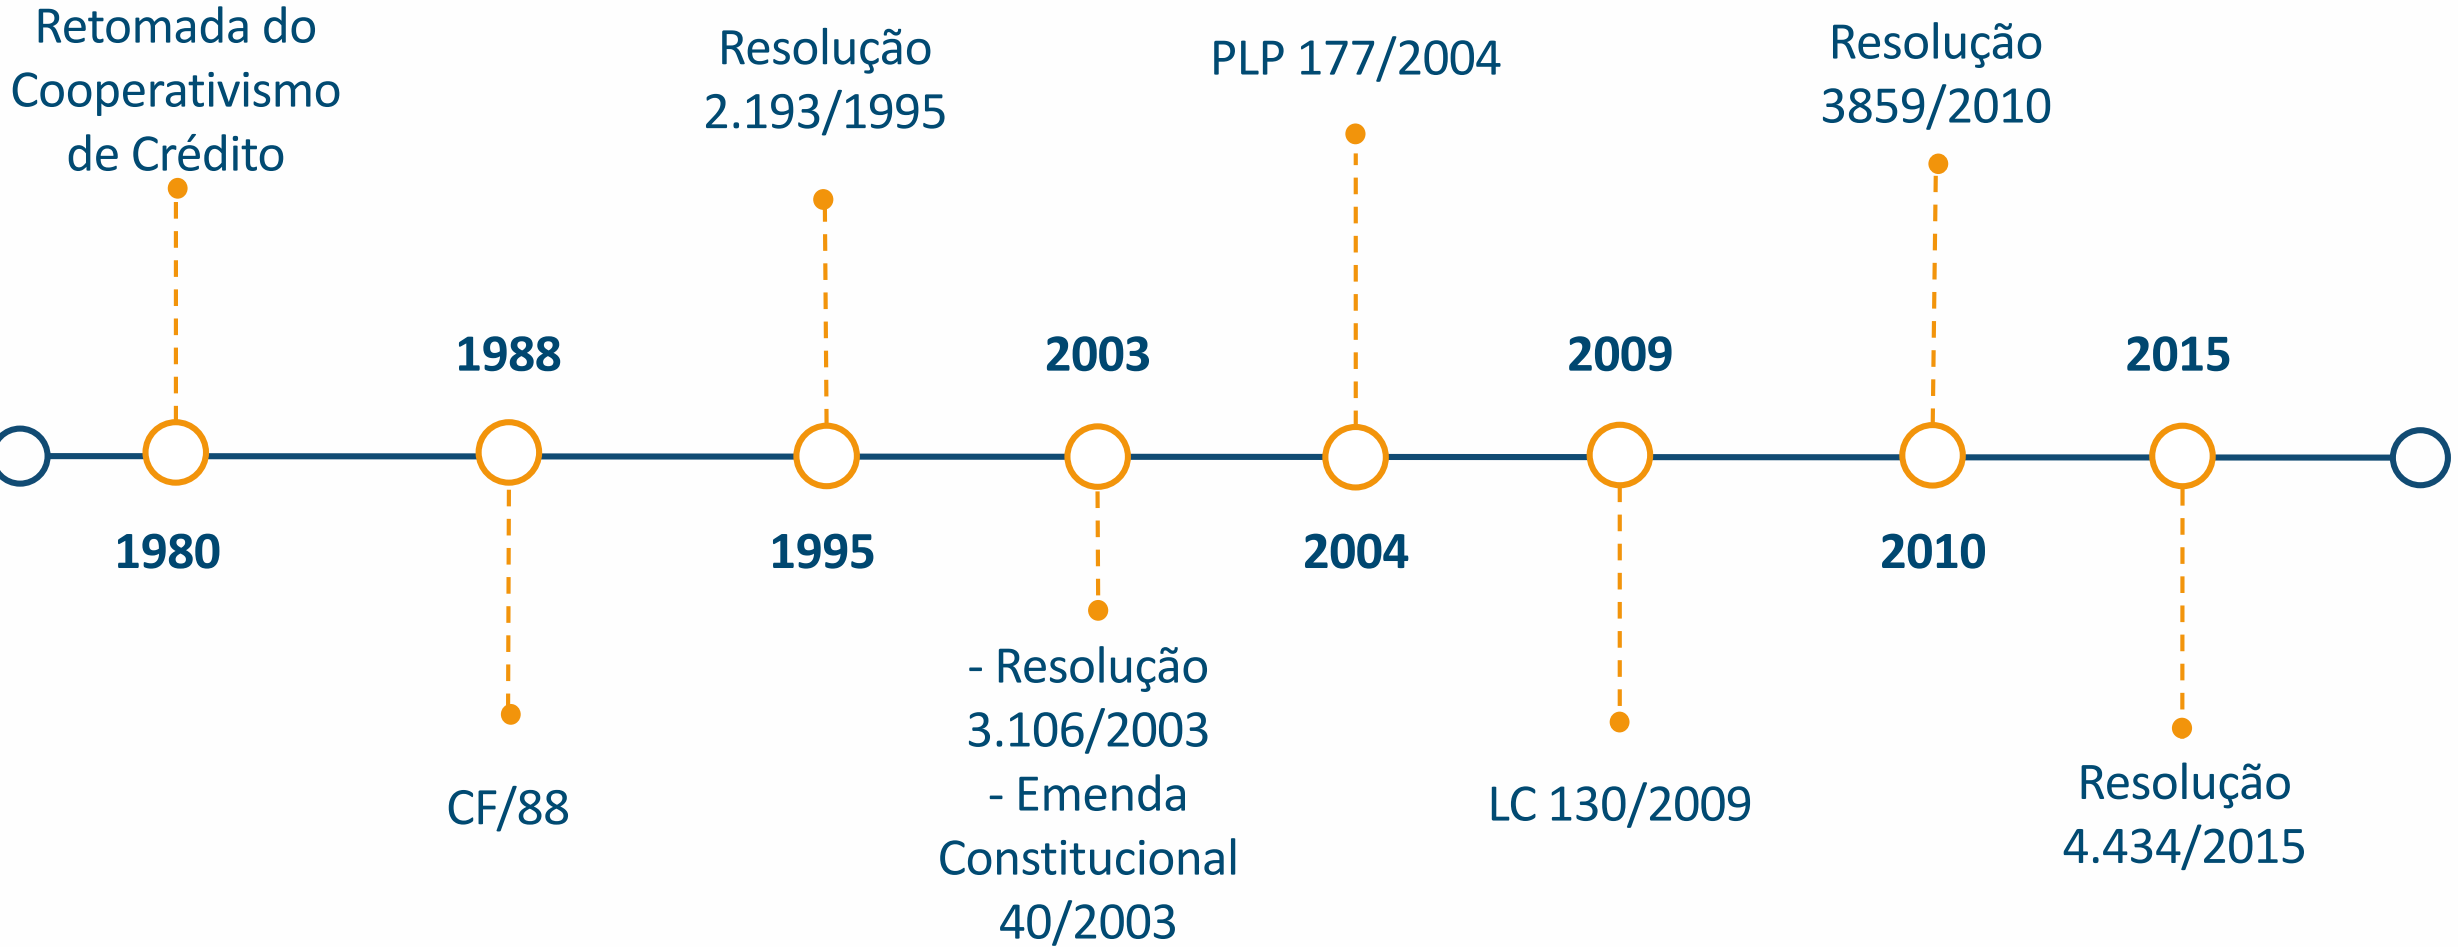 Retomada do
Cooperativismo
de Crédito
1980
1988
CF/88
Resolução
2.193/1995
1995
2003
- Resolução
3.106/2003
- Emenda
Constitucional
40/2003
PLP 177/2004
2004
2009
LC 130/2009
Resolução
3859/2010
2010
2015
Resolução
4.434/2015